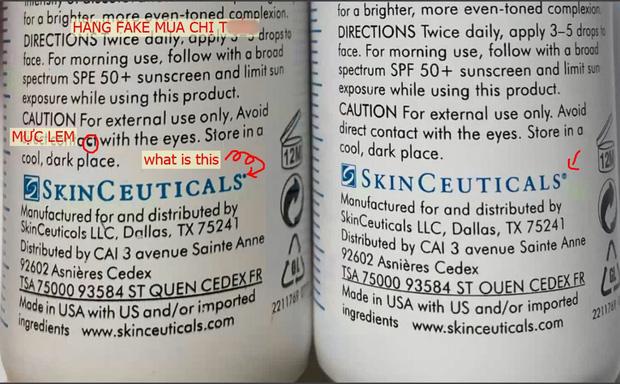 for a brighter, more even-toned complexion.
HÀNG FAKE MUA CHỊ T
DIRECTIONS Twice daily, apply drops to
face. For morning use, follow with a broad
spectrum SPE 50+ sunscreen and limit sun
exposure while using this product.
CAUTION For external use only, Avoid
MỰC LEM with the eyes. Store in a
cool, dark place.
what is this
12M
SKINCEUTICALS
Manufactured for and distributed by
SkinCeuticals LLC, Dallas, TX 75241
Distributed by CAI 3 avenue Sainte Anne
92602 Asnières Cedex
TSA 75000 93584 ST QUEN CEDEX FR
Made in USA with US and/or imported
ingredients www.skinceuticals.com
for a brighter, more even-toned complexion.
DIRECTIONS Twice daily, apply 3–5 drops to
face. For morning use, follow with a broad
spectrum SPF 50+ sunscreen and limit sun
exposure while using this product.
CAUTION For external use only. Avoid
direct contact with the eyes. Store in a
cool, dark place.
12M
SKINCEUTICALS®
Manufactured for and distributed by
SkinCeuticals LLC, Dallas, TX 75241
Distributed by CAI 3 avenue Sainte Anne
92602 Asnières Cedex
TSA 75000 93584 ST OUEN CEDEX FR
Made in USA with US and/or imported
ingredients www.skinceuticals.com